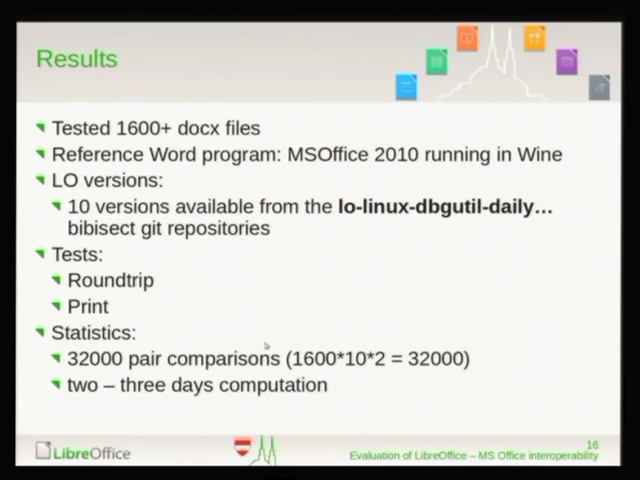 Results
Tested 1600+ docx files
Reference Word program: MSOffice 2010 running in Wine
LO versions:
10 versions available from the lo-linux-dbgutil-daily…
bibisect git repositories
Tests:
Roundtrip
Print
Statistics:
32000 pair comparisons (1600*10*2 = 32000)
two – three days computation
LibreOffice
16
Evaluation of LibreOffice – MS Office interoperability